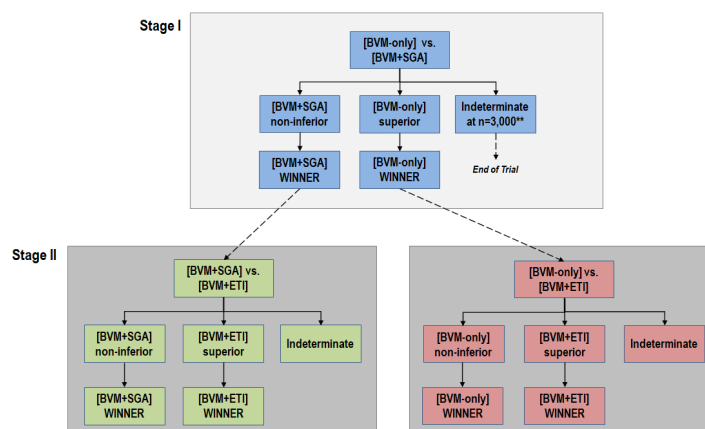 Stage I
[BVM-only] vs.
[BVM+SGA]
[BVM+SGA]
non-inferior
[BVM-only]
superior
Indeterminate
at n=3,000**
[BVM+SGA]
WINNER
[BVM-only]
WINNER
End of Trial
Stage II
[BVM+SGA] vs.
[BVM+ETI]
[BVM+SGA]
non-inferior
[BVM+ETI]
superior
Indeterminate
[BVM+SGA]
WINNER
[BVM+ETI]
WINNER
[BVM-only] vs.
[BVM+ETI]
[BVM-only]
non-inferior
[BVM+ETI]
superior
Indeterminate
[BVM-only]
WINNER
[BVM+ETI]
WINNER